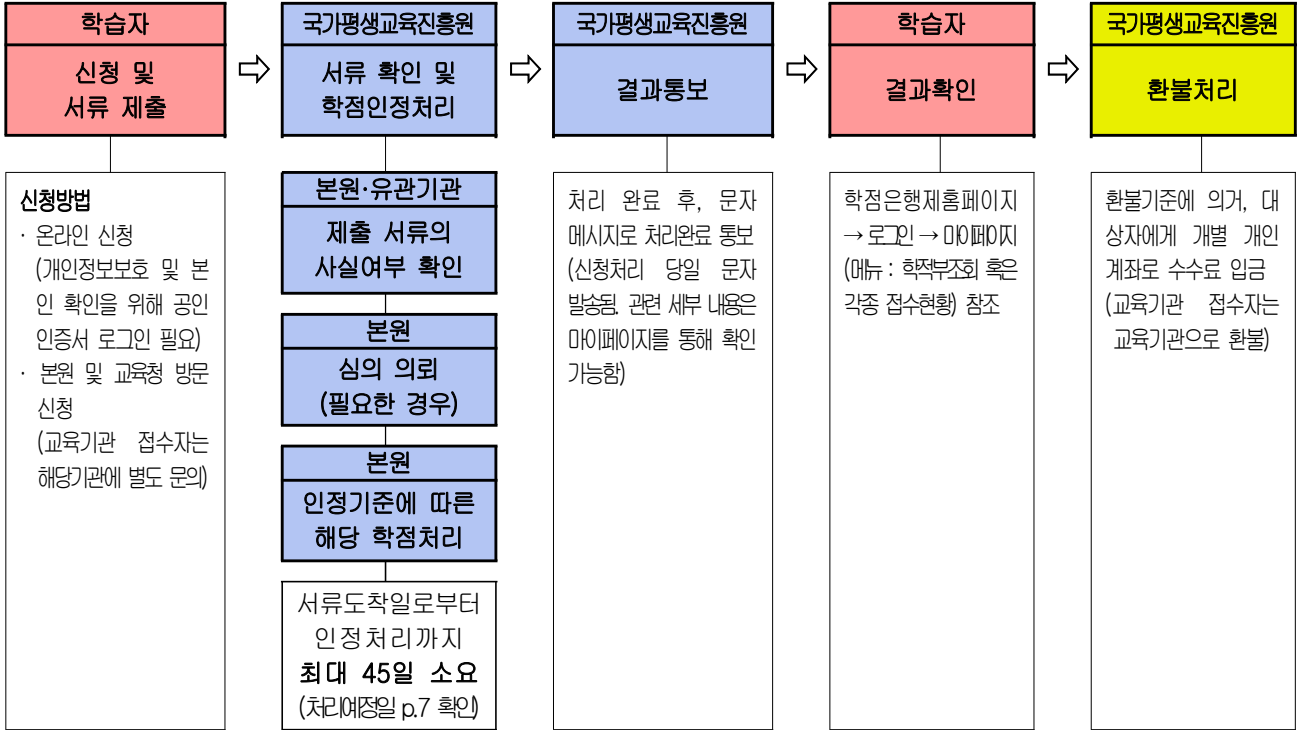 학습자
신청 및
서류 제출
국가평생교육진흥원
서류 확인 및
학점인정처리
국가평생교육진흥원
결과통보
학습자
결과확인
국가평생교육진흥원
환불처리
신청방법
· 온라인 신청
(개인정보보호 및 본
인 확인을 위해 공인
인증서 로그인 필요)
· 본원 및 교육청 방문
신청
(교육기관 접수자는
해당기관에 별도 문의)
본원·유관기관
제출 서류의
사실여부 확인
본원
심의 의뢰
(필요한 경우)
본원
인정기준에 따른
해당 학점처리
서류도착일로부터
인정처리까지
최대 45일 소요
(처리예정일 p.7 확인)
처리 완료 후, 문자
메시지로 처리완료 통보
(신청처리 당일 문자
발송됨. 관련 세부 내용은
마이페이지를 통해 확인
가능함)
학점은행제홈페이지
→ 로그인 → 마이페이지
(메뉴 : 학적부조회 혹은
각종 접수현황) 참조
환불기준에 의거, 대
상자에게 개별 개인
계좌로 수수료 입금
(교육기관 접수자는
교육기관으로 환불)